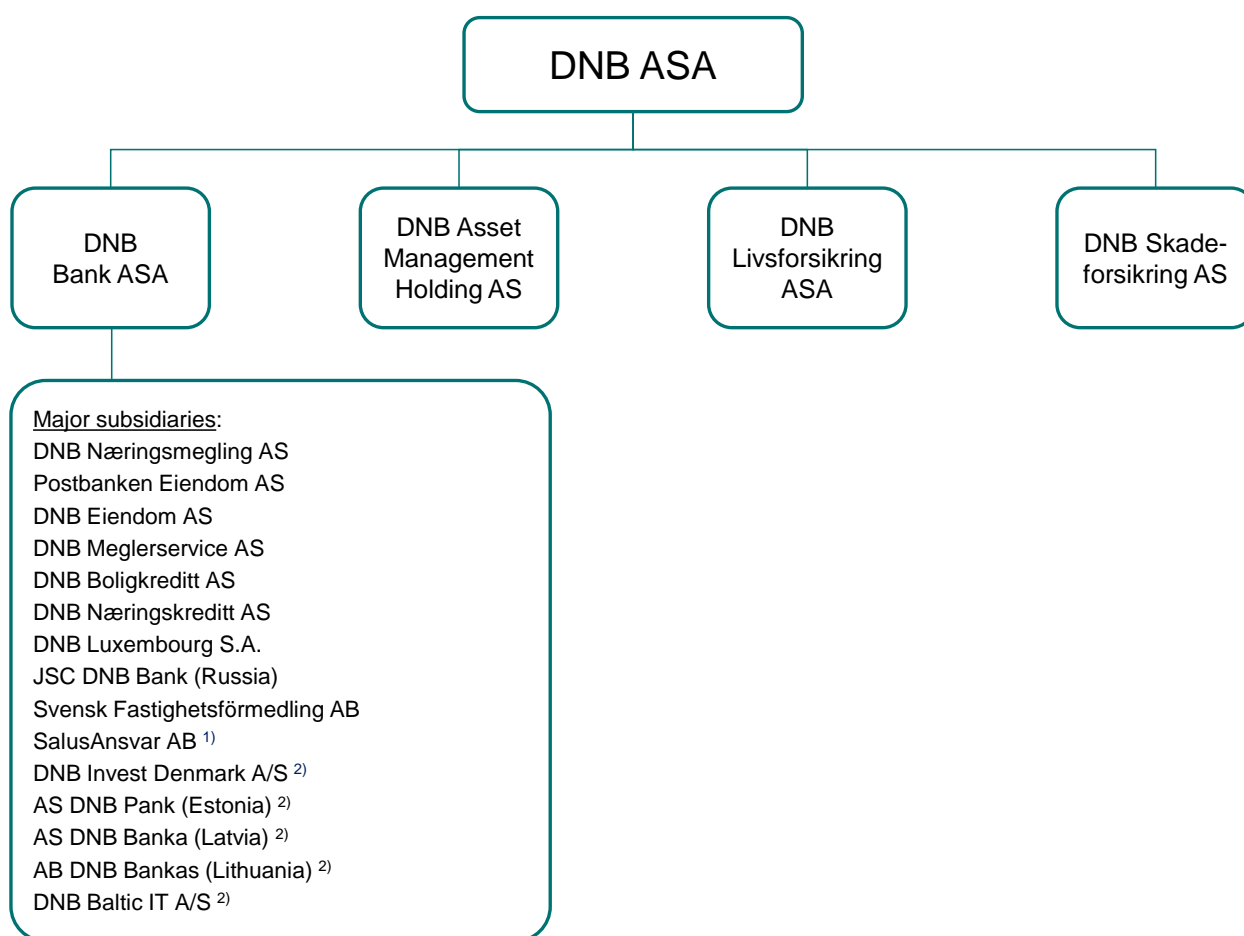 DNB ASA
DNB
Bank ASA
DNB Asset
Management
Holding AS
DNB
Livsforsikring
ASA
DNB Skade-
forsikring AS
Major subsidiaries:
DNB Næringsmegling AS
Postbanken Eiendom AS
DNB Eiendom AS
DNB Meglerservice AS
DNB Boligkreditt AS
DNB Næringskreditt AS
DNB Luxembourg S.A.
JSC DNB Bank (Russia)
Svensk Fastighetsförmedling AB
SalusAnsvar AB 1)
DNB Invest Denmark A/S 2)
AS DNB Pank (Estonia) 2)
AS DNB Banka (Latvia) 2)
AB DNB Bankas (Lithuania) 2)
DNB Baltic IT A/S 2)